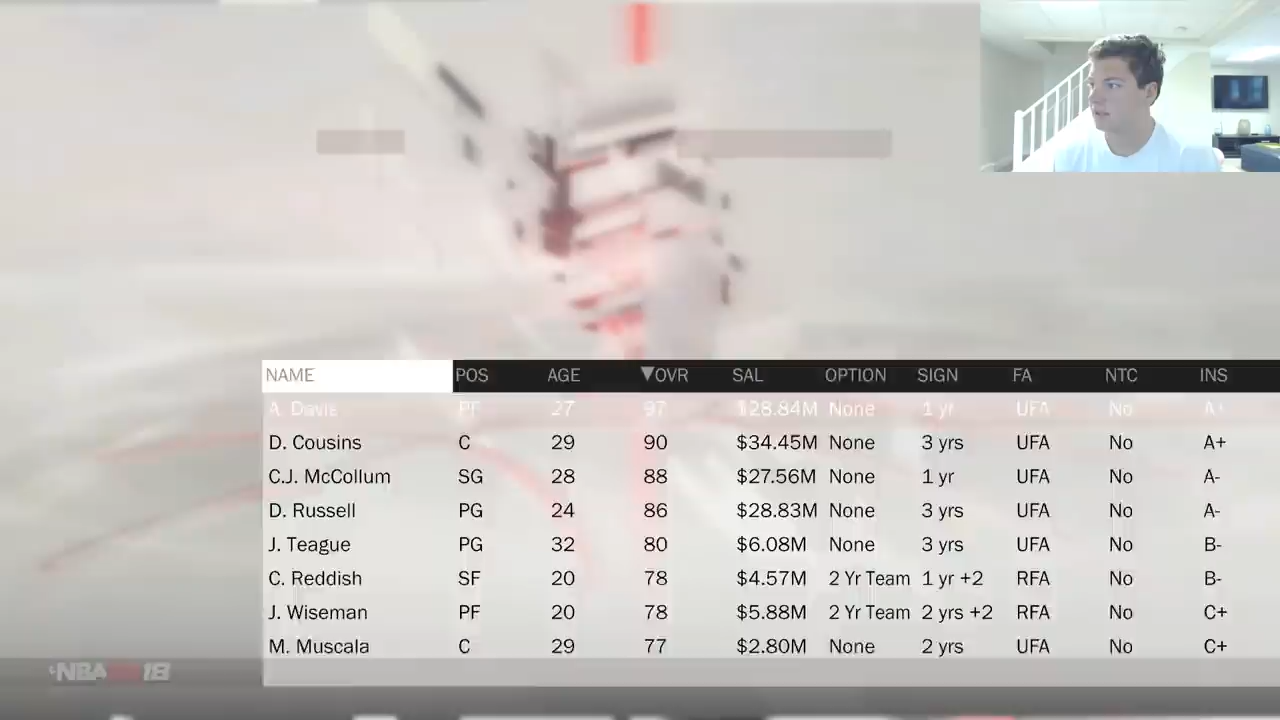 NAME POS AGE ▼OVR SAL OPTION SIGN FA NTC INS
A. Davis PF 27 97 $28.84M None 1 yr UFA No A+
D. Cousins C 29 90 $34.45M None 3 yrs UFA No A+
C.J. McCollum SG 28 88 $27.56M None 1 yr UFA No A-
D. Russell PG 24 86 $28.83M None 3 yrs UFA No A-
J. Teague PG 32 80 $6.08M None 3 yrs UFA No B-
C. Reddish SF 20 78 $4.57M 2 Yr Team 1 yr +2 RFA No B-
J. Wiseman PF 20 78 $5.88M 2 Yr Team 2 yrs +2 RFA No C+
M. Muscala C 29 77 $2.80M None 2 yrs UFA No C+
NBA 2K18